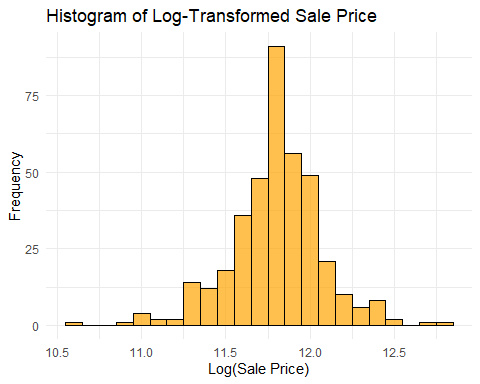 Histogram of Log-Transformed Sale Price
Frequency
75
50
25
0
10.5 11.0 11.5 12.0 12.5
Log(Sale Price)